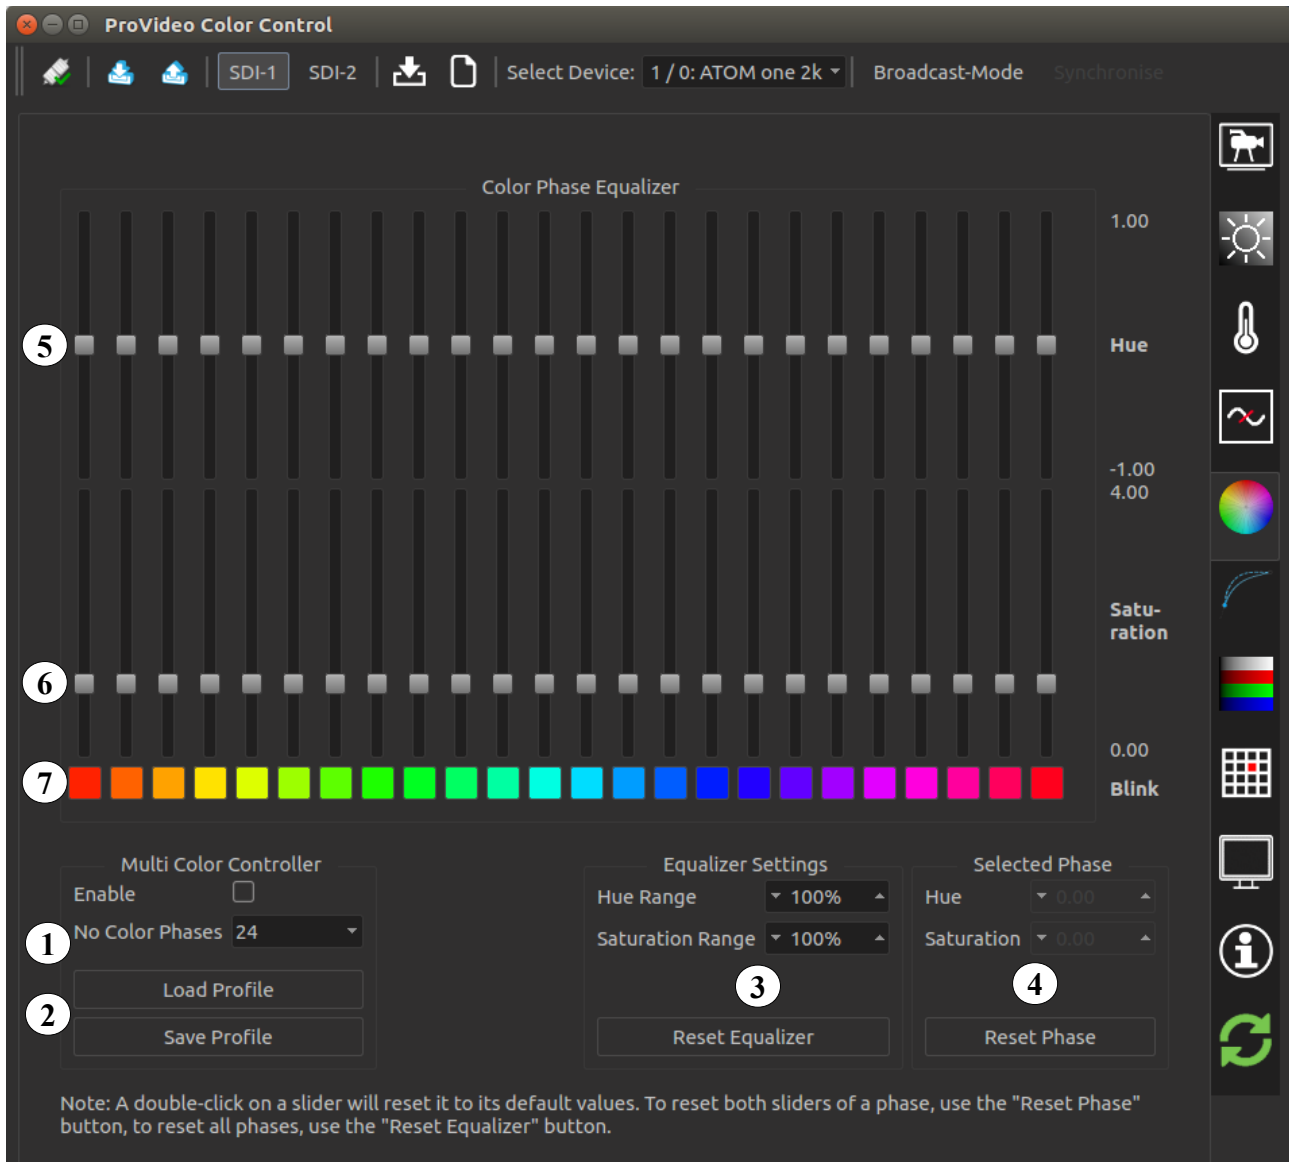 ProVideo Color Control
SDI-1 SDI-2 Select Device: 1 / 0: ATOM one 2k Broadcast-Mode Synchronise
Color Phase Equalizer
1.00
5 Hue
-1.00
4.00
Satu-
ration
6
0.00
7 Blink
Multi Color Controller Equalizer Settings Selected Phase
Enable Hue Range 100% Hue 0.00
1 No Color Phases 24 Saturation Range 100% Saturation 0.00
Load Profile 3 4
2
Save Profile Reset Equalizer Reset Phase
Note: A double-click on a slider will reset it to its default values. To reset both sliders of a phase, use the "Reset Phase"
button, to reset all phases, use the "Reset Equalizer" button.